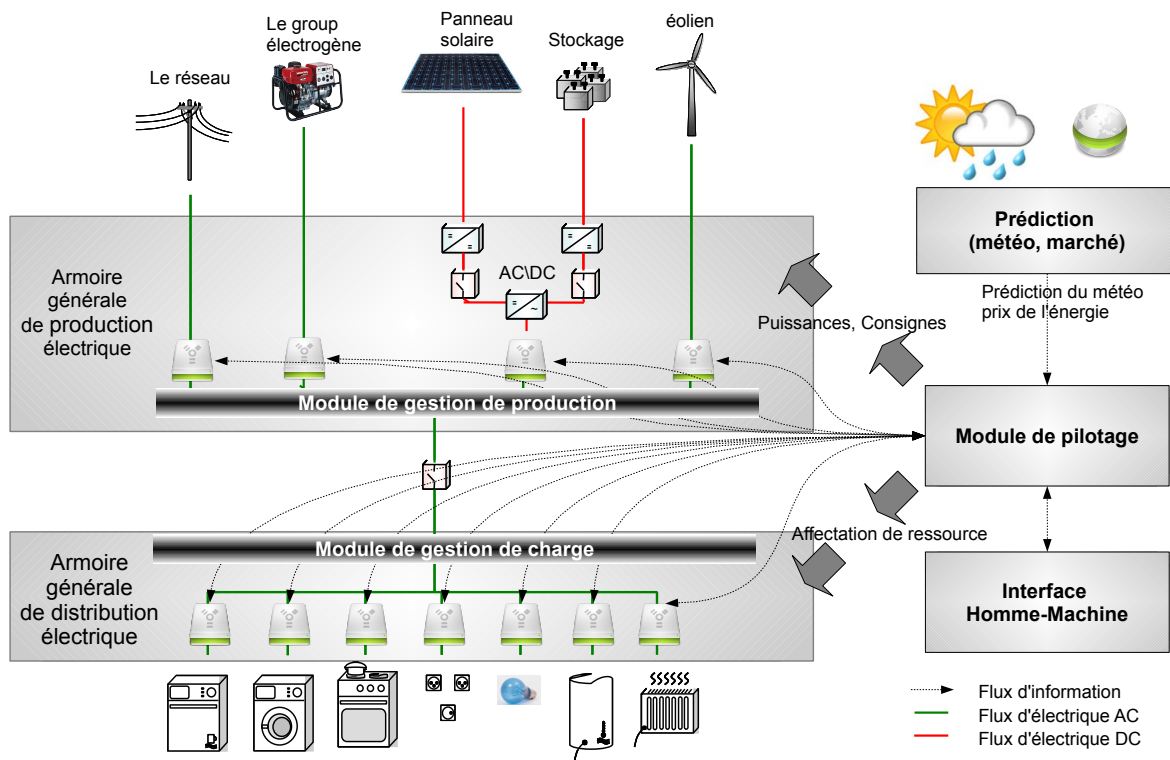 Le group
électrogène
Panneau
solaire
Stockage
éolien
Le réseau
Armoire
générale
de production
électrique
AC\DC
Module de gestion de production
Prédiction
(météo, marché)
Prédiction du météo
prix de l'énergie
Puissances, Consignes
Module de pilotage
Affectation de ressource
Module de gestion de charge
Armoire
générale
de distribution
électrique
Interface
Homme-Machine
Flux d'information
Flux d'électrique AC
Flux d'électrique DC